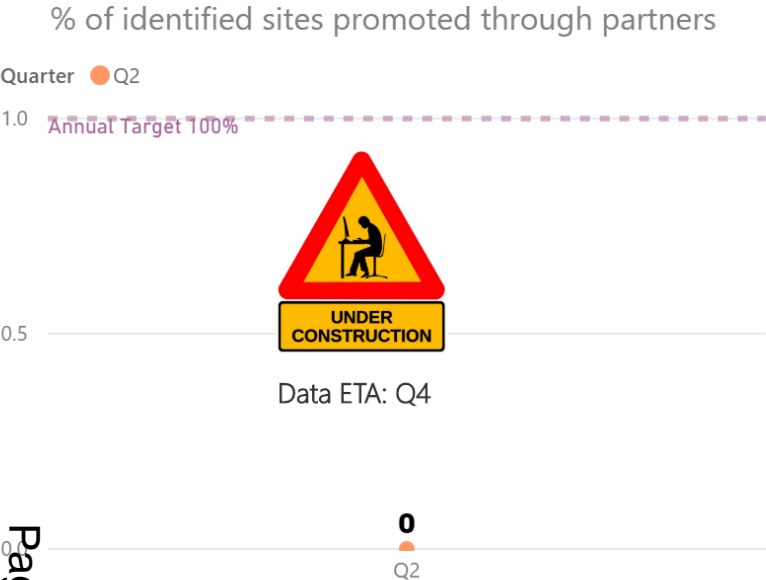 % of identified sites promoted through partners
Quarter Q2
1.0
Annual Target 100%
UNDER
CONSTRUCTION
0.5
Data ETA: Q4
0
0.0
Q2